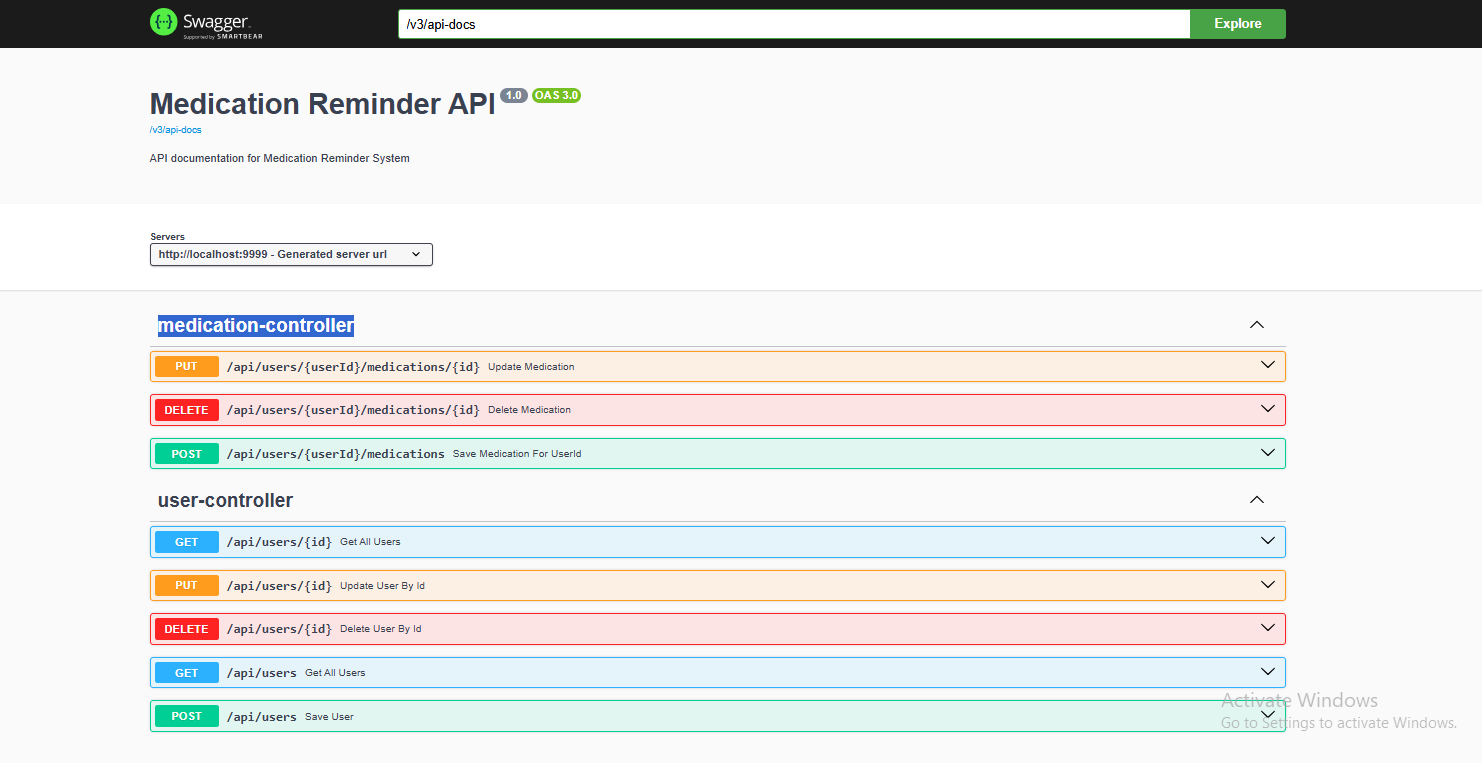 Swagger.
Supported by SMARTBEAR
/v3/api-docs
Explore
Medication Reminder API 1.0 OAS 3.0
/v3/api-docs
API documentation for Medication Reminder System
Servers
http://localhost:9999 - Generated server url
medication-controller
PUT /api/users/{userId}/medications/{id} Update Medication
DELETE /api/users/{userId}/medications/{id} Delete Medication
POST /api/users/{userId}/medications Save Medication For UserId
user-controller
GET /api/users/{id} Get All Users
PUT /api/users/{id} Update User By Id
DELETE /api/users/{id} Delete User By Id
GET /api/users Get All Users
POST /api/users Save User
Activate Windows
Go to Settings to activate Windows.